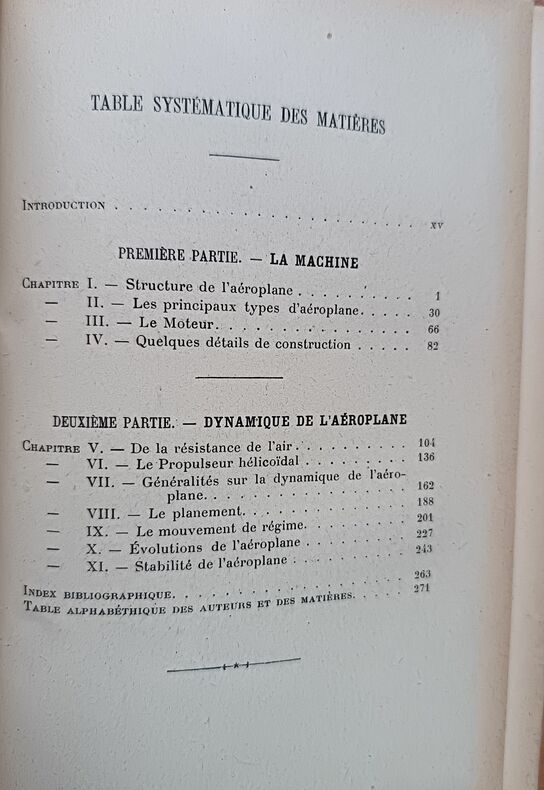 TABLE SYSTÉMATIQUE DES MATIÈRES
INTRODUCTION . . . . . . . . . . . . . . . . . . . . . xv
PREMIÈRE PARTIE. — LA MACHINE
CHAPITRE I. — Structure de l'aéroplane . . . . . . . . . . 1
— II. — Les principaux types d'aéroplane. . . . . 30
— III. — Le Moteur. . . . . . . . . . . . . . . . 66
— IV. — Quelques détails de construction . . . . . 82
DEUXIÈME PARTIE. — DYNAMIQUE DE L'AÉROPLANE
CHAPITRE V. — De la résistance de l'air. . . . . . . . . . 104
— VI. — Le Propulseur hélicoïdal . . . . . . . . 136
— VII. — Généralités sur la dynamique de l'aéro-
plane. . . . . . . . . . . . . . . . . 162
— VIII. — Le planement. . . . . . . . . . . . . . 188
— IX. — Le mouvement de régime. . . . . . . . . 201
— X. — Évolutions de l'aéroplane . . . . . . . . 227
— XI. — Stabilité de l'aéroplane . . . . . . . . . 243
INDEX BIBLIOGRAPHIQUE. . . . . . . . . . . . . . . . . . 263
TABLE ALPHABÉTHIQUE DES AUTEURS ET DES MATIÈRES. . . . . 271